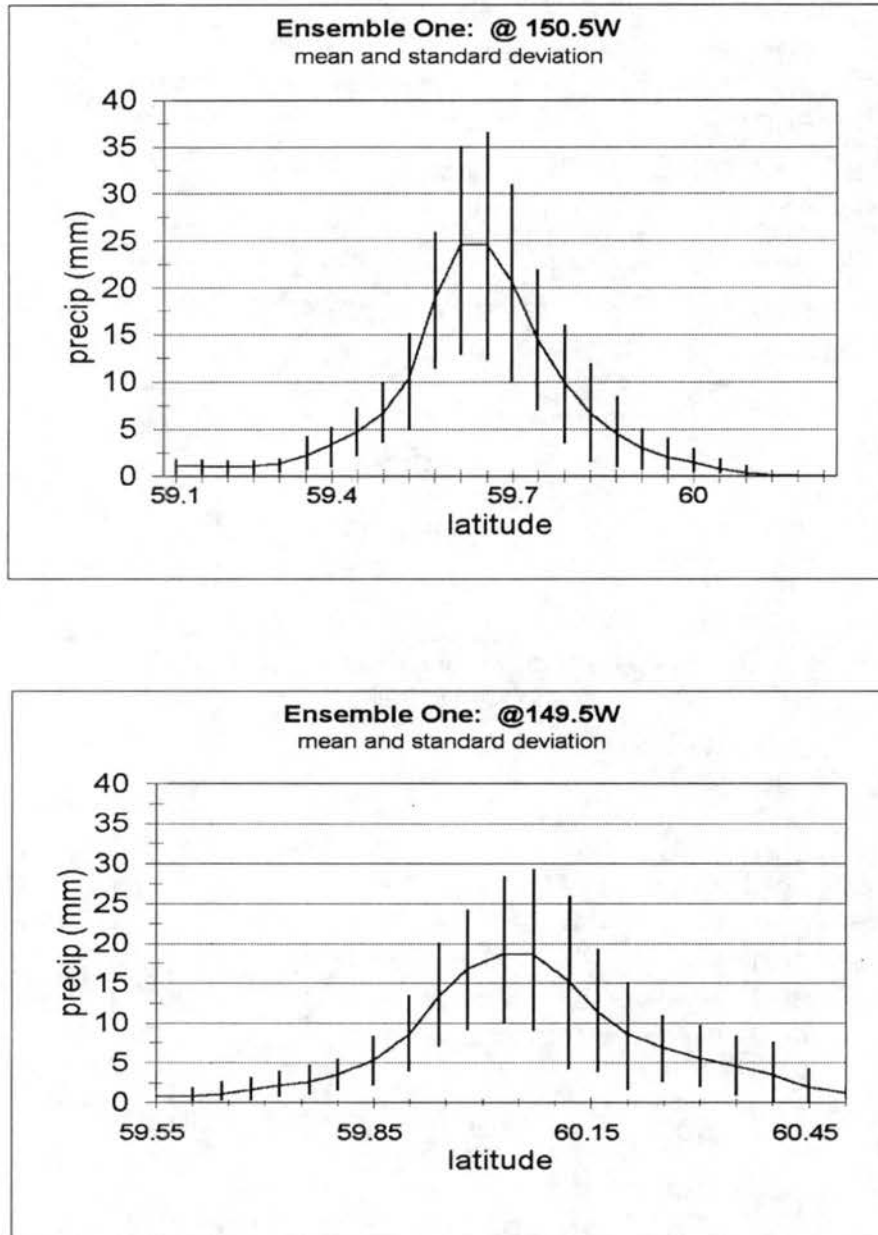 Ensemble One: @ 150.5W
mean and standard deviation
40
35
30
25
20
15
10
5
0
precip (mm)
59.1 59.4 59.7 60
latitude
Ensemble One: @149.5W
mean and standard deviation
40
35
30
25
20
15
10
5
0
precip (mm)
59.55 59.85 60.15 60.45
latitude